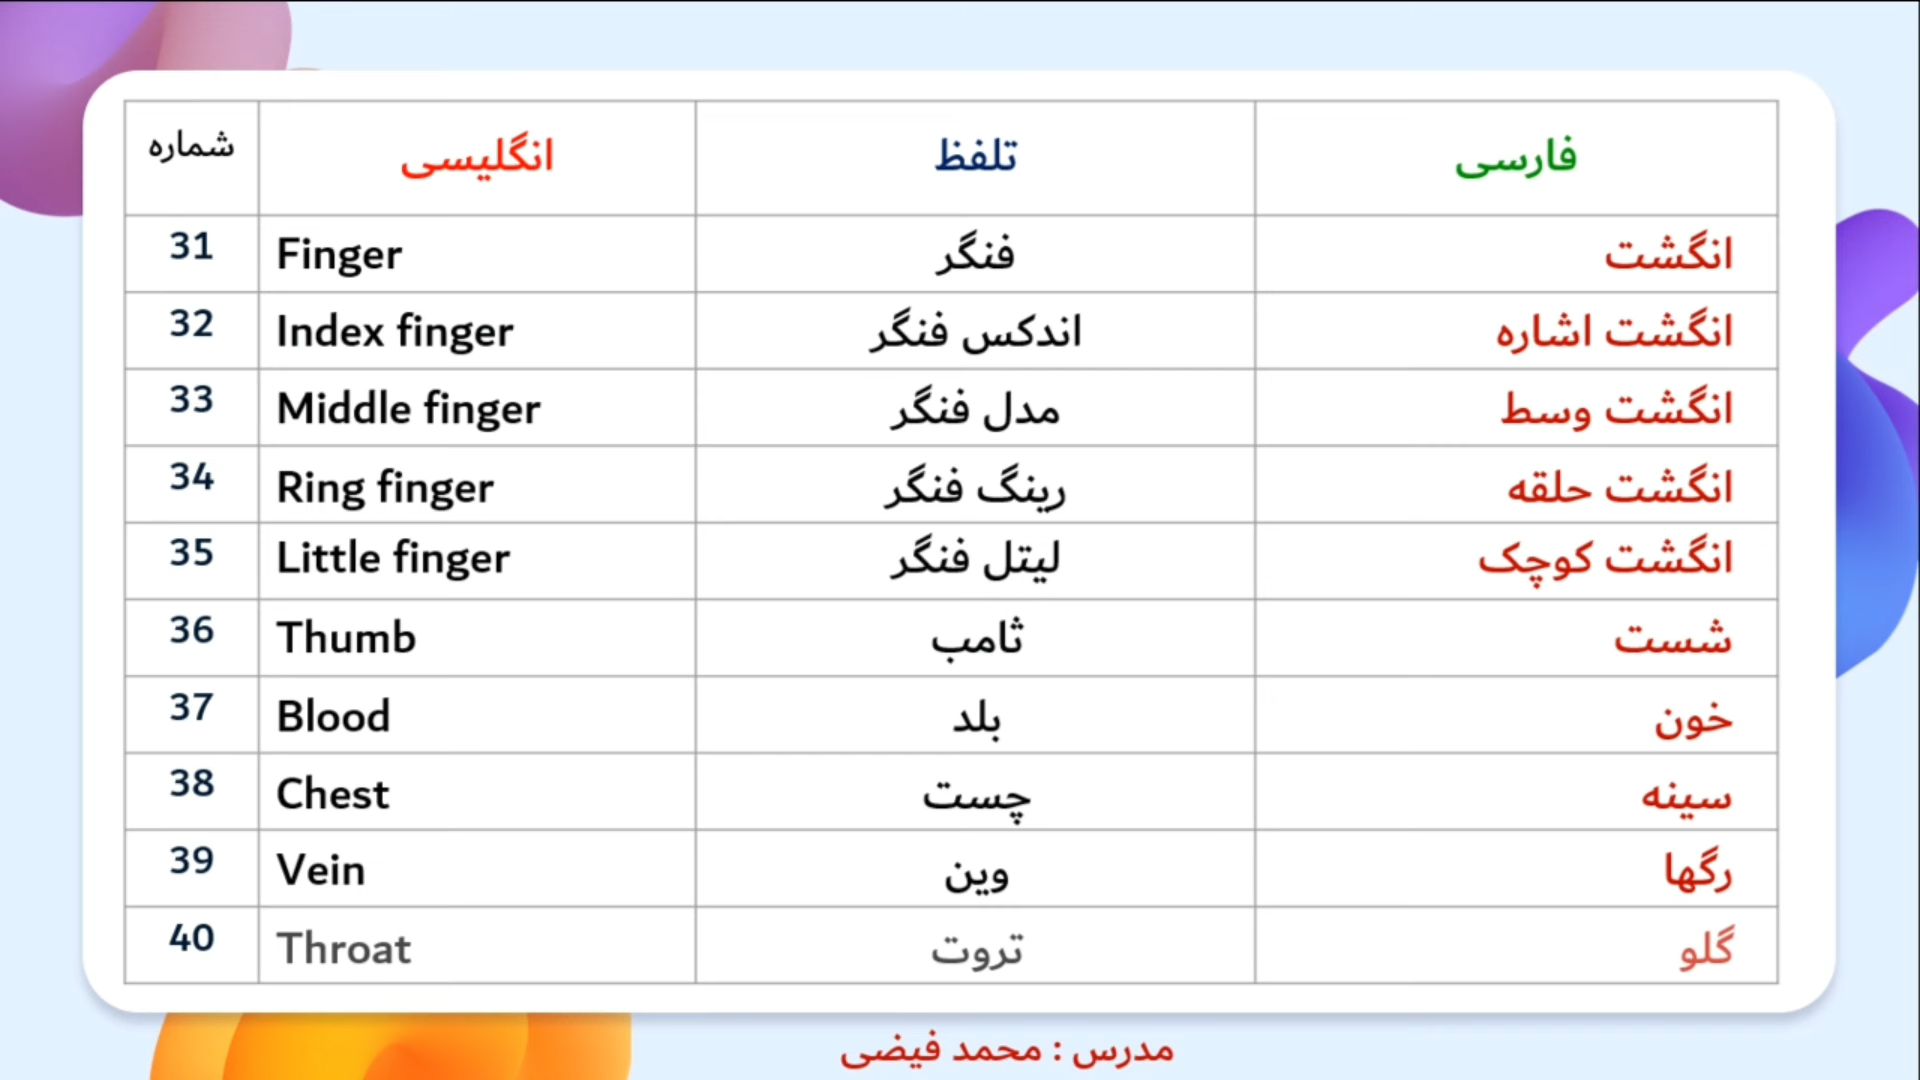 شماره انگلیسی تلفظ فارسی
31 Finger فنگر انگشت
32 Index finger اندکس فنگر انگشت اشاره
33 Middle finger مدل فنگر انگشت وسط
34 Ring finger رینگ فنگر انگشت حلقه
35 Little finger لیتل فنگر انگشت کوچک
36 Thumb ثامب شست
37 Blood بلد خون
38 Chest چست سینه
39 Vein وین رگها
40 Throat تروت گلو
مدرس : محمد فیضی